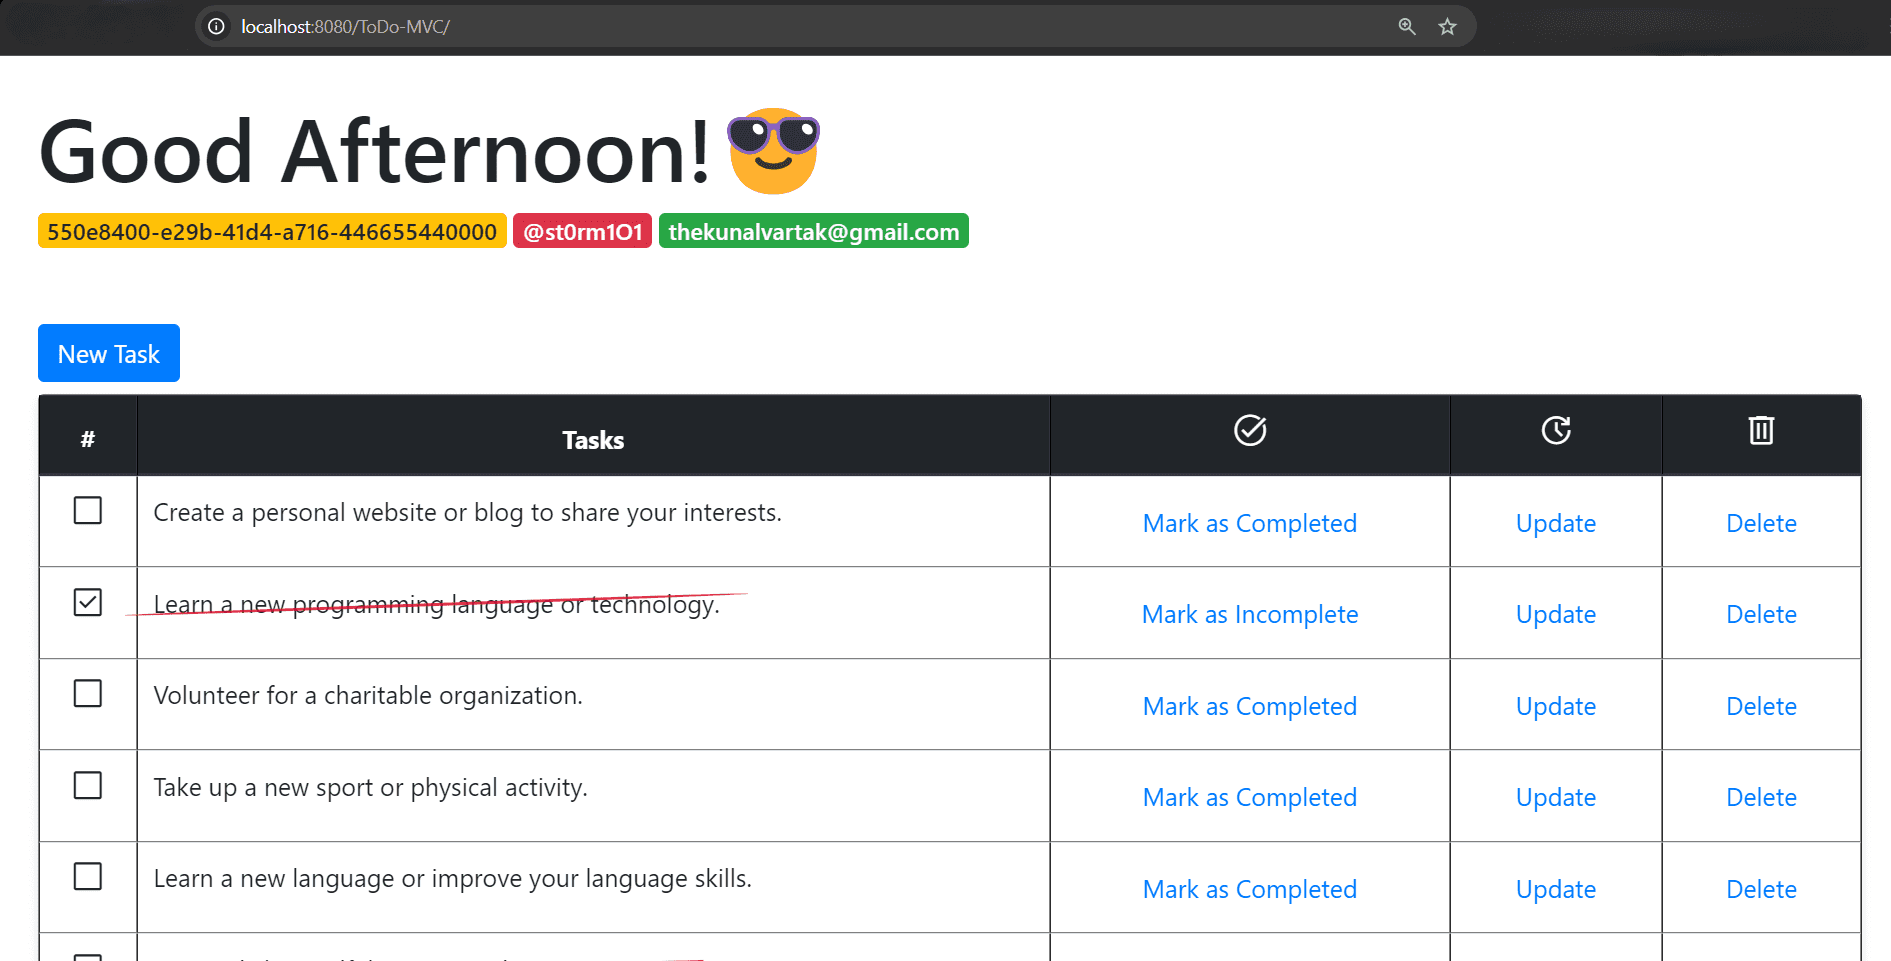 localhost:8080/ToDo-MVC/
Good Afternoon!
550e8400-e29b-41d4-a716-446655440000 @st0rm1O1 thekunalvartak@gmail.com
New Task
# Tasks
Create a personal website or blog to share your interests. Mark as Completed Update Delete
Learn a new programming language or technology. Mark as Incomplete Update Delete
Volunteer for a charitable organization. Mark as Completed Update Delete
Take up a new sport or physical activity. Mark as Completed Update Delete
Learn a new language or improve your language skills. Mark as Completed Update Delete